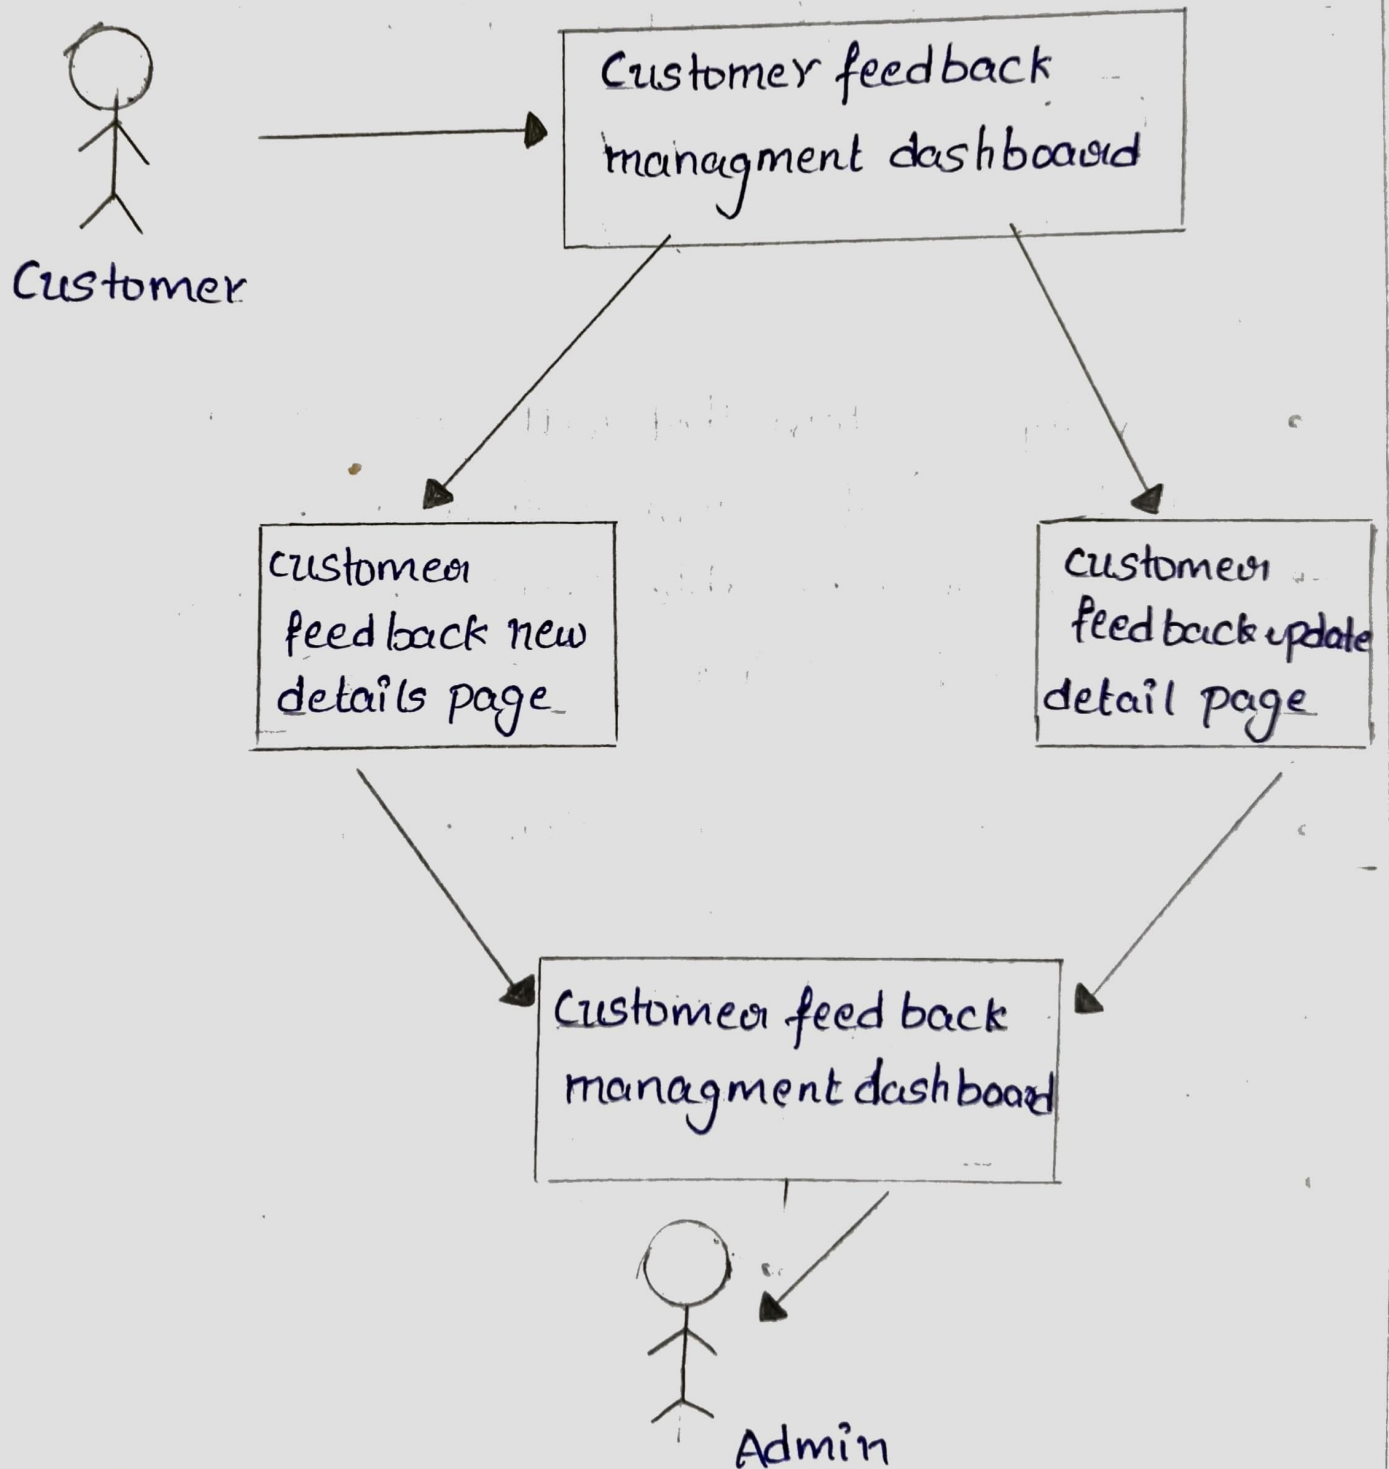 Customer feedback
managment dashboard
Customer
customer
feedback new
details page
customer
feedback update
detail page
Customer feed back
managment dashboard
Admin